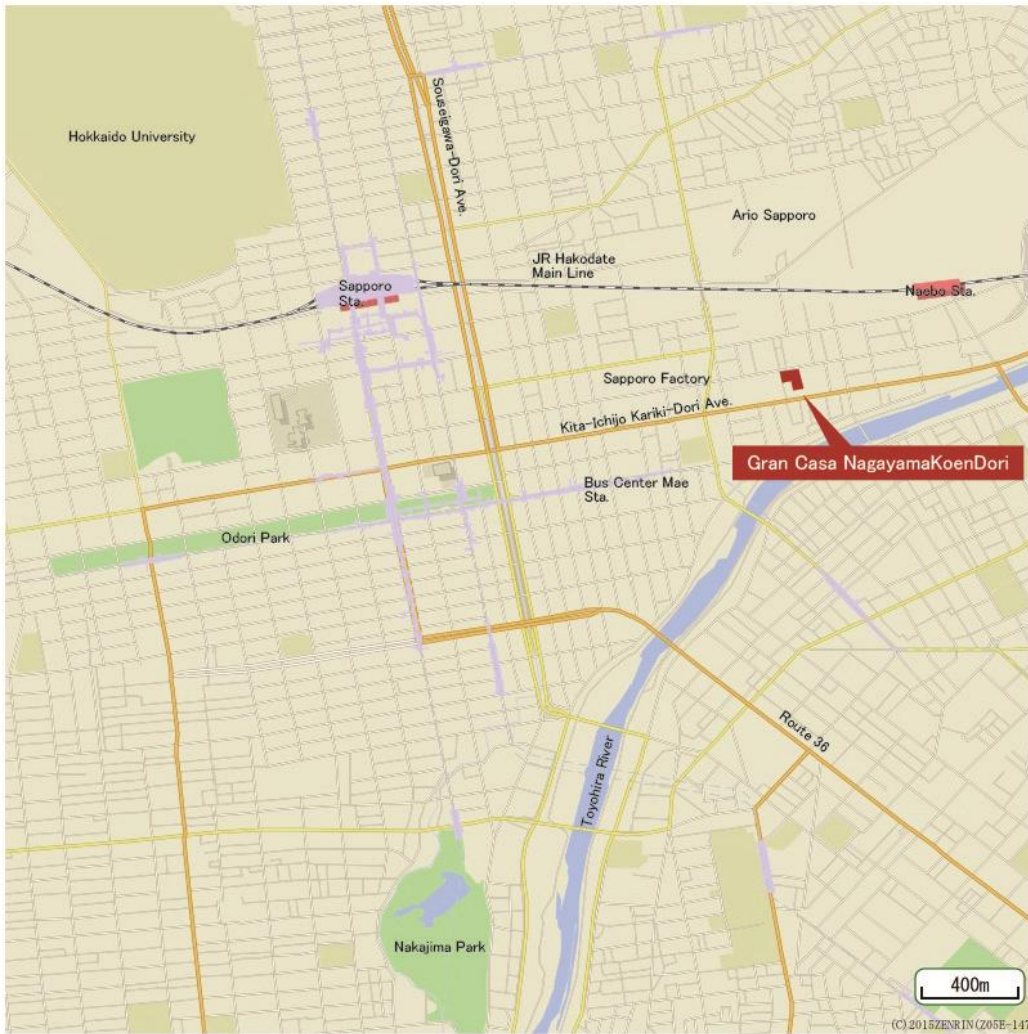 Hokkaido University
Souseigawa-Dori Ave.
Ario Sapporo
JR Hakodate
Main Line
Sapporo
Sta.
Naebo Sta.
Sapporo Factory
Kita-Ichijo Kariki-Dori Ave.
Gran Casa NagayamaKoenDori
Bus Center Mae
Sta.
Odori Park
Route 36
Toyohira River
Nakajima Park
400m
(C) 2015ZENRIN(Z05E-14